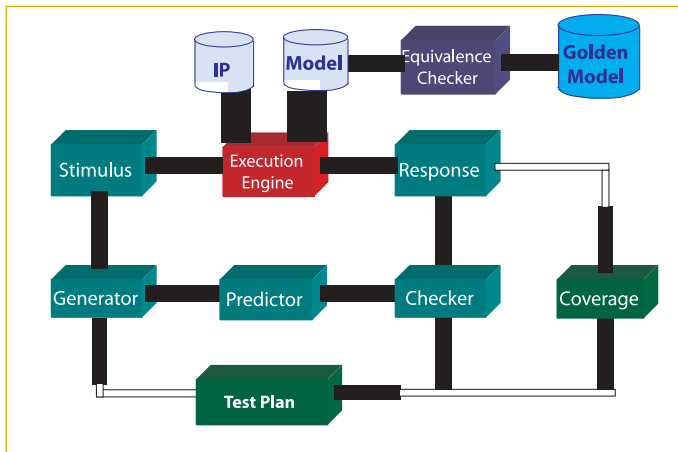 IP
Model
Equivalence
Checker
Golden
Model
Stimulus
Execution
Engine
Response
Generator
Predictor
Checker
Coverage
Test Plan